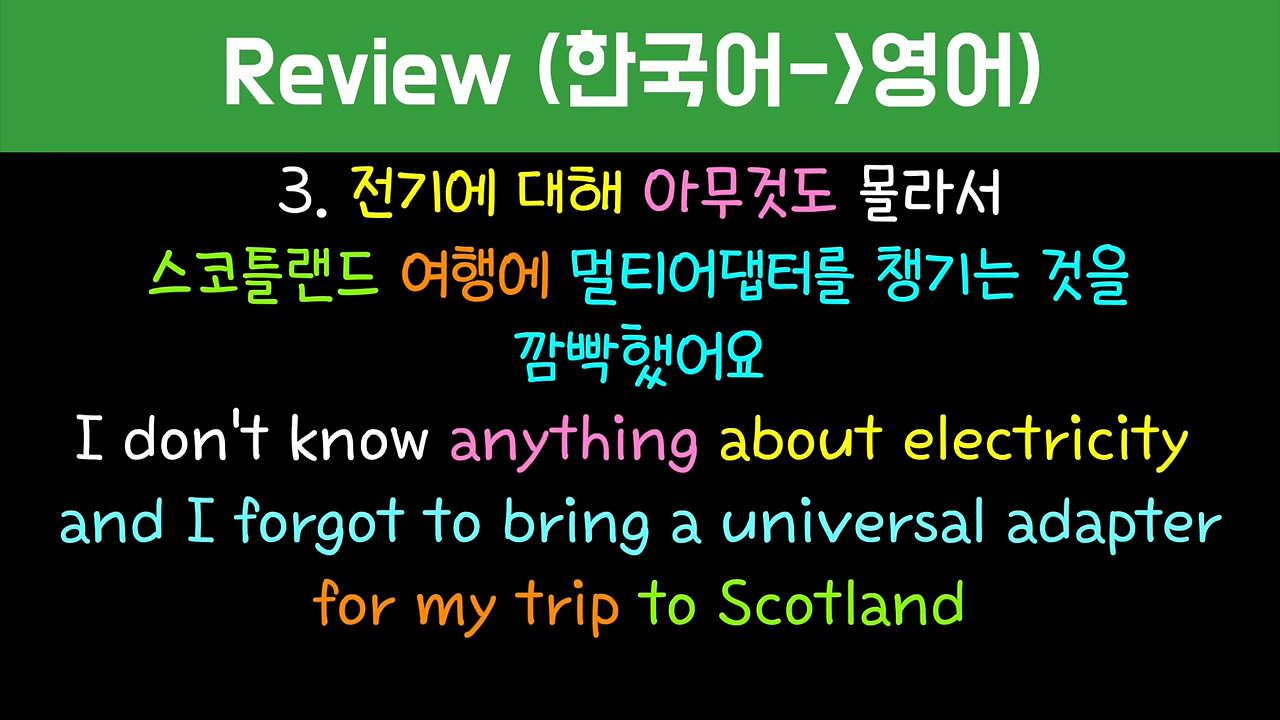 Review (한국어->영어)
3. 전기에 대해 아무것도 몰라서
스코틀랜드 여행에 멀티어댑터를 챙기는 것을
깜빡했어요
I don't know anything about electricity
and I forgot to bring a universal adapter
for my trip to Scotland